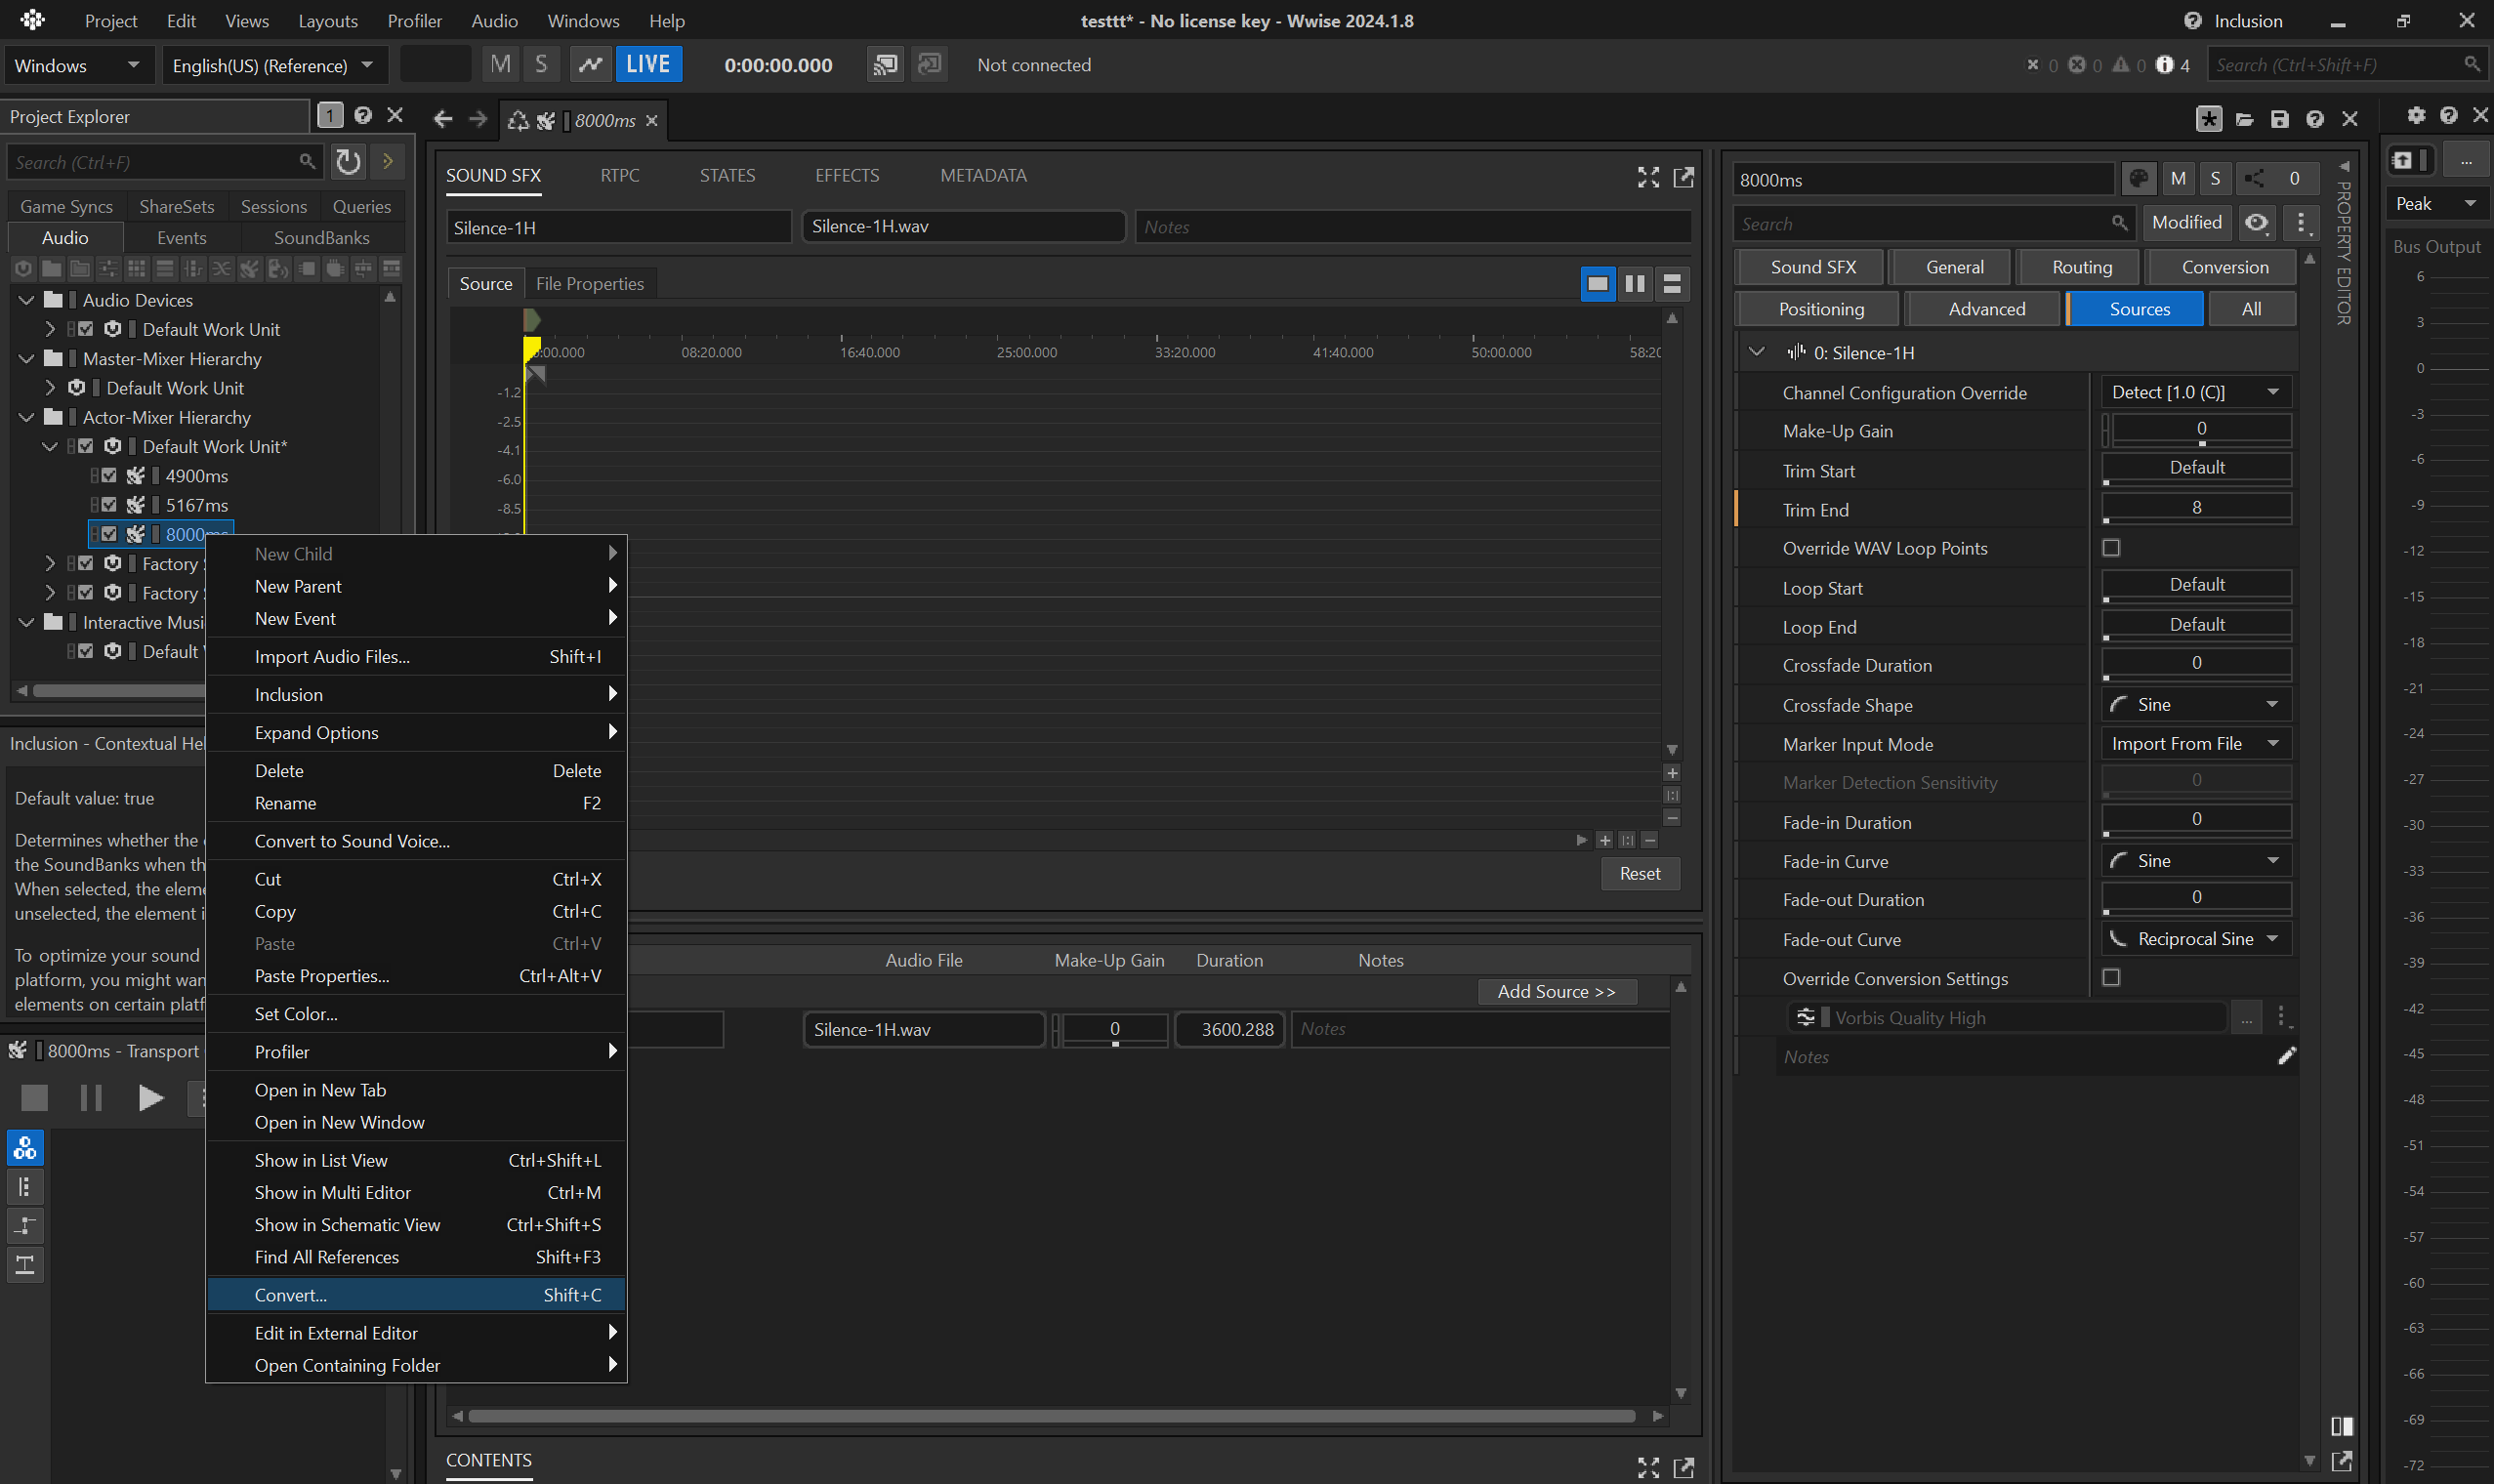 Project Edit Views Layouts Profiler Audio Windows Help
testtt* - No license key - Wwise 2024.1.8
Inclusion
Windows
English(US) (Reference)
M S
LIVE
0:00:00.000
Not connected
0 0 0 4
Search (Ctrl+Shift+F)
Project Explorer
1
Search (Ctrl+F)
Game Syncs ShareSets Sessions Queries
Audio Events SoundBanks
Audio Devices
Default Work Unit
Master-Mixer Hierarchy
Default Work Unit
Actor-Mixer Hierarchy
Default Work Unit*
4900ms
5167ms
8000ms
Factory
Factory
Interactive Musi
Default
Inclusion - Contextual Hel
Default value: true
Determines whether the
the SoundBanks when th
When selected, the eleme
unselected, the element i
To optimize your sound
platform, you might wan
elements on certain platf
8000ms - Transport
New Child
New Parent
New Event
Import Audio Files... Shift+I
Inclusion
Expand Options
Delete Delete
Rename F2
Convert to Sound Voice...
Cut Ctrl+X
Copy Ctrl+C
Paste Ctrl+V
Paste Properties... Ctrl+Alt+V
Set Color...
Profiler
Open in New Tab
Open in New Window
Show in List View Ctrl+Shift+L
Show in Multi Editor Ctrl+M
Show in Schematic View Ctrl+Shift+S
Find All References Shift+F3
Convert... Shift+C
Edit in External Editor
Open Containing Folder
8000ms
SOUND SFX RTPC STATES EFFECTS METADATA
Silence-1H
Silence-1H.wav
Notes
Source File Properties
0:00.000 08:20.000 16:40.000 25:00.000 33:20.000 41:40.000 50:00.000 58:20
-1.2
-2.5
-4.1
-6.0
-8.5
Reset
Audio File Make-Up Gain Duration Notes
Add Source >>
Silence-1H.wav 0 3600.288 Notes
CONTENTS
8000ms
M S 0
Search
Modified
Sound SFX General Routing Conversion
Positioning Advanced Sources All
0: Silence-1H
Channel Configuration Override Detect [1.0 (C)]
Make-Up Gain 0
Trim Start Default
Trim End 8
Override WAV Loop Points
Loop Start Default
Loop End Default
Crossfade Duration 0
Crossfade Shape Sine
Marker Input Mode Import From File
Marker Detection Sensitivity 0
Fade-in Duration 0
Fade-in Curve Sine
Fade-out Duration 0
Fade-out Curve Reciprocal Sine
Override Conversion Settings
Vorbis Quality High ...
Notes
PROPERTY EDITOR
...
Peak
Bus Output
6
3
0
-3
-6
-9
-12
-15
-18
-21
-24
-27
-30
-33
-36
-39
-42
-45
-48
-51
-54
-57
-60
-63
-66
-69
-72